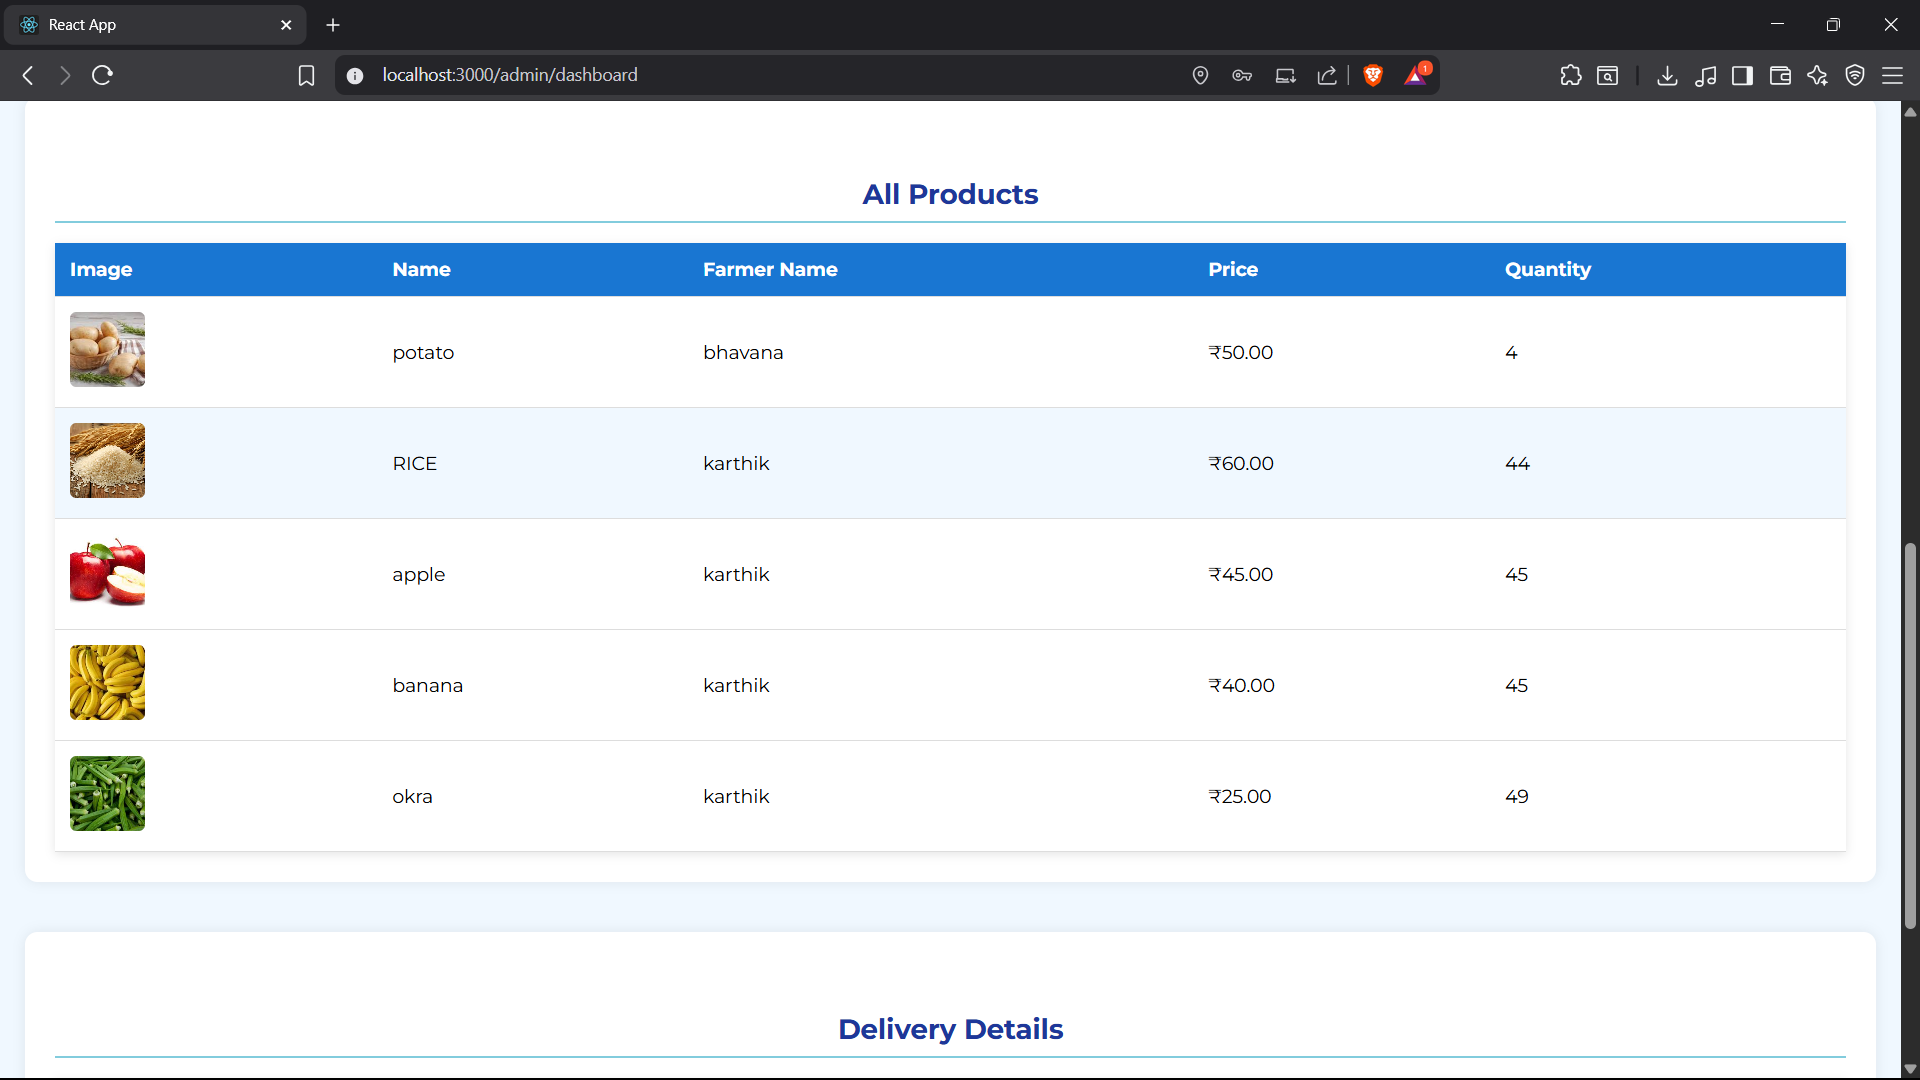 React App
localhost:3000/admin/dashboard
1
All Products
Image Name Farmer Name Price Quantity
potato bhavana ₹50.00 4
RICE karthik ₹60.00 44
apple karthik ₹45.00 45
banana karthik ₹40.00 45
okra karthik ₹25.00 49
Delivery Details